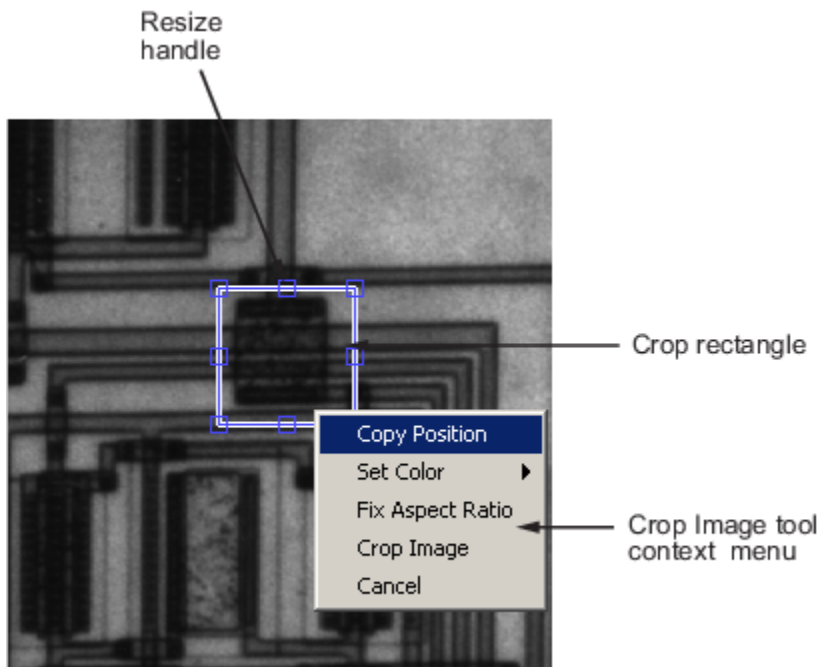 Resize
handle
Crop rectangle
Copy Position
Set Color
Fix Aspect Ratio
Crop Image
Cancel
Crop Image tool
context menu